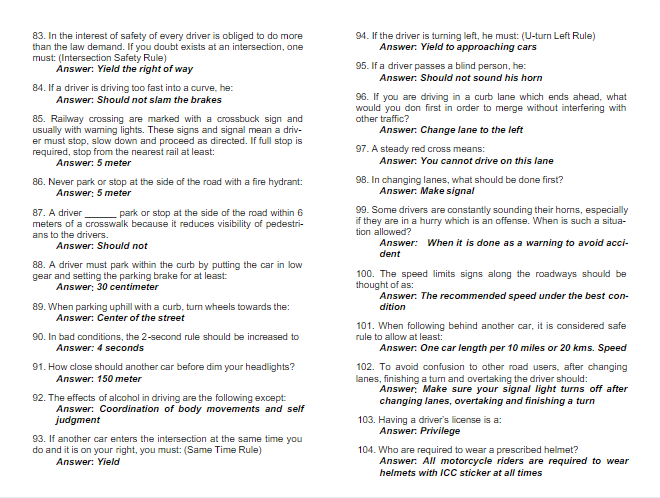 83. In the interest of safety of every driver is obliged to do more
than the law demand. If you doubt exists at an intersection, one
must: (Intersection Safety Rule)
Answer: Yield the right of way
84. If a driver is driving too fast into a curve, he:
Answer: Should not slam the brakes
85. Railway crossing are marked with a crossbuck sign and
usually with warning lights. These signs and signal mean a driv-
er must stop, slow down and proceed as directed. If full stop is
required, stop from the nearest rail at least:
Answer: 5 meter
86. Never park or stop at the side of the road with a fire hydrant:
Answer; 5 meter
87. A driver ______ park or stop at the side of the road within 6
meters of a crosswalk because it reduces visibility of pedestri-
ans to the drivers.
Answer: Should not
88. A driver must park within the curb by putting the car in low
gear and setting the parking brake for at least:
Answer; 30 centimeter
89. When parking uphill with a curb, turn wheels towards the:
Answer: Center of the street
90. In bad conditions, the 2-second rule should be increased to
Answer: 4 seconds
91. How close should another car before dim your headlights?
Answer: 150 meter
92. The effects of alcohol in driving are the following except:
Answer: Coordination of body movements and self
judgment
93. If another car enters the intersection at the same time you
do and it is on your right, you must: (Same Time Rule)
Answer: Yield
94. If the driver is turning left, he must: (U-turn Left Rule)
Answer: Yield to approaching cars
95. If a driver passes a blind person, he:
Answer: Should not sound his horn
96. If you are driving in a curb lane which ends ahead, what
would you don first in order to merge without interfering with
other traffic?
Answer: Change lane to the left
97. A steady red cross means:
Answer: You cannot drive on this lane
98. In changing lanes, what should be done first?
Answer: Make signal
99. Some drivers are constantly sounding their horns, especially
if they are in a hurry which is an offense. When is such a situa-
tion allowed?
Answer: When it is done as a warning to avoid acci-
dent
100. The speed limits signs along the roadways should be
thought of as:
Answer: The recommended speed under the best con-
dition
101. When following behind another car, it is considered safe
rule to allow at least:
Answer: One car length per 10 miles or 20 kms. Speed
102. To avoid confusion to other road users, after changing
lanes, finishing a turn and overtaking the driver should:
Answer; Make sure your signal light turns off after
changing lanes, overtaking and finishing a turn
103. Having a driver's license is a:
Answer: Privilege
104. Who are required to wear a prescribed helmet?
Answer: All motorcycle riders are required to wear
helmets with ICC sticker at all times